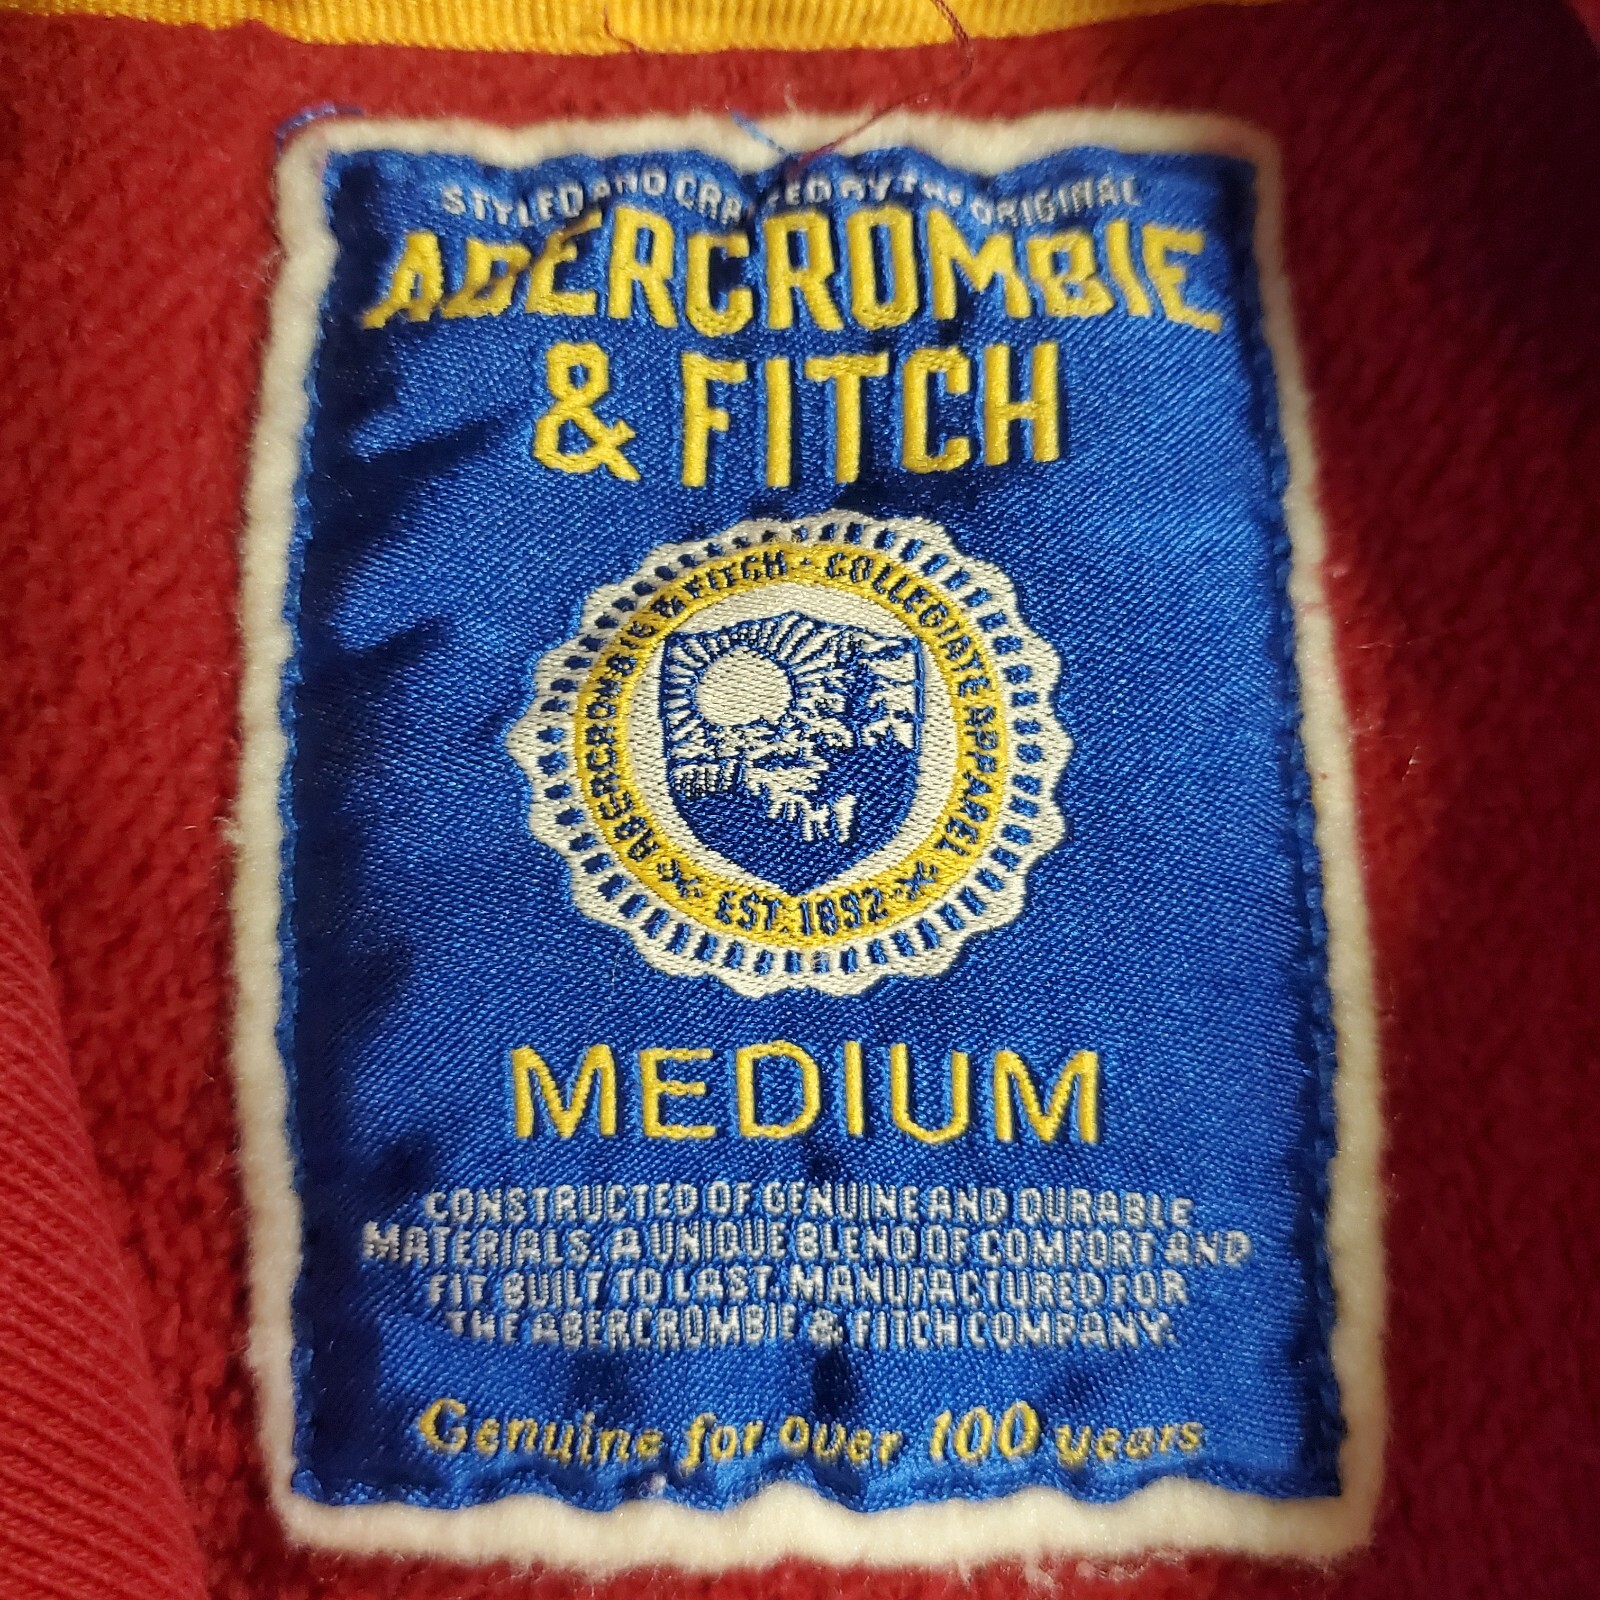 STYLED AND CRAFTED BY THE ORIGINAL
ABERCROMBIE
& FITCH
ABERCROMBIE & FITCH · COLLEGIATE APPAREL
EST. 1892
MEDIUM
CONSTRUCTED OF GENUINE AND DURABLE
MATERIALS. A UNIQUE BLEND OF COMFORT AND
FIT. BUILT TO LAST. MANUFACTURED FOR
THE ABERCROMBIE & FITCH COMPANY.
Genuine for over 100 years